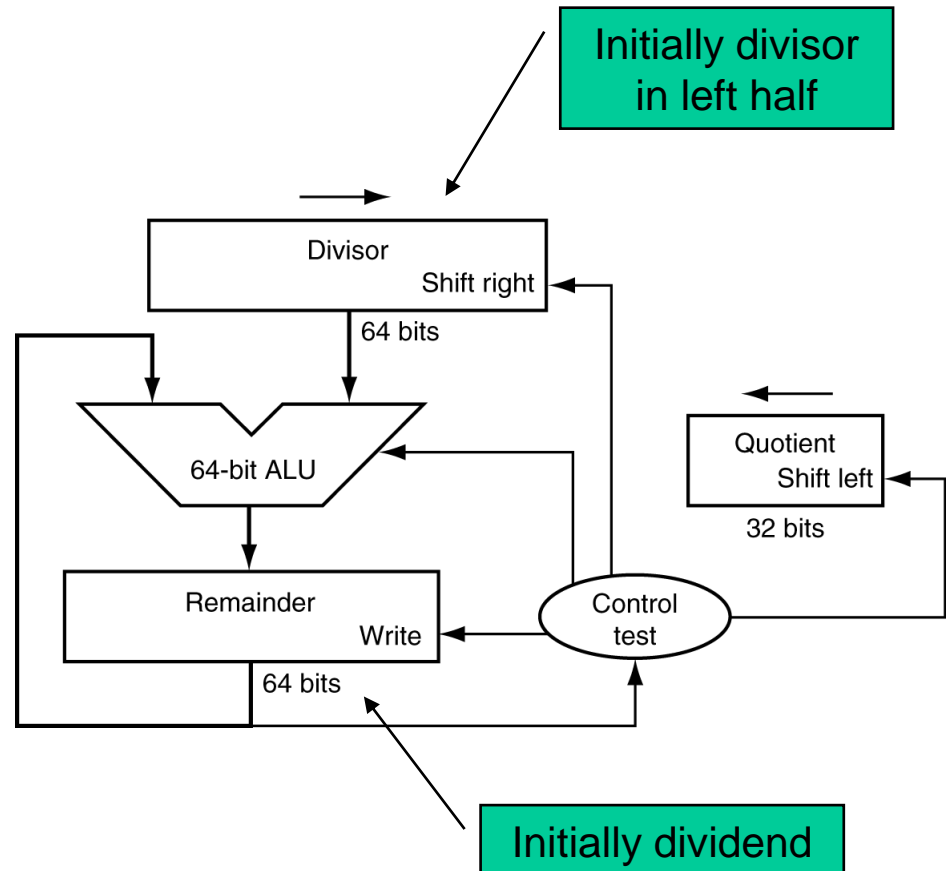 Initially divisor
in left half
Divisor
Shift right
64 bits
64-bit ALU
Quotient
Shift left
32 bits
Remainder
Write
Control
test
64 bits
Initially dividend